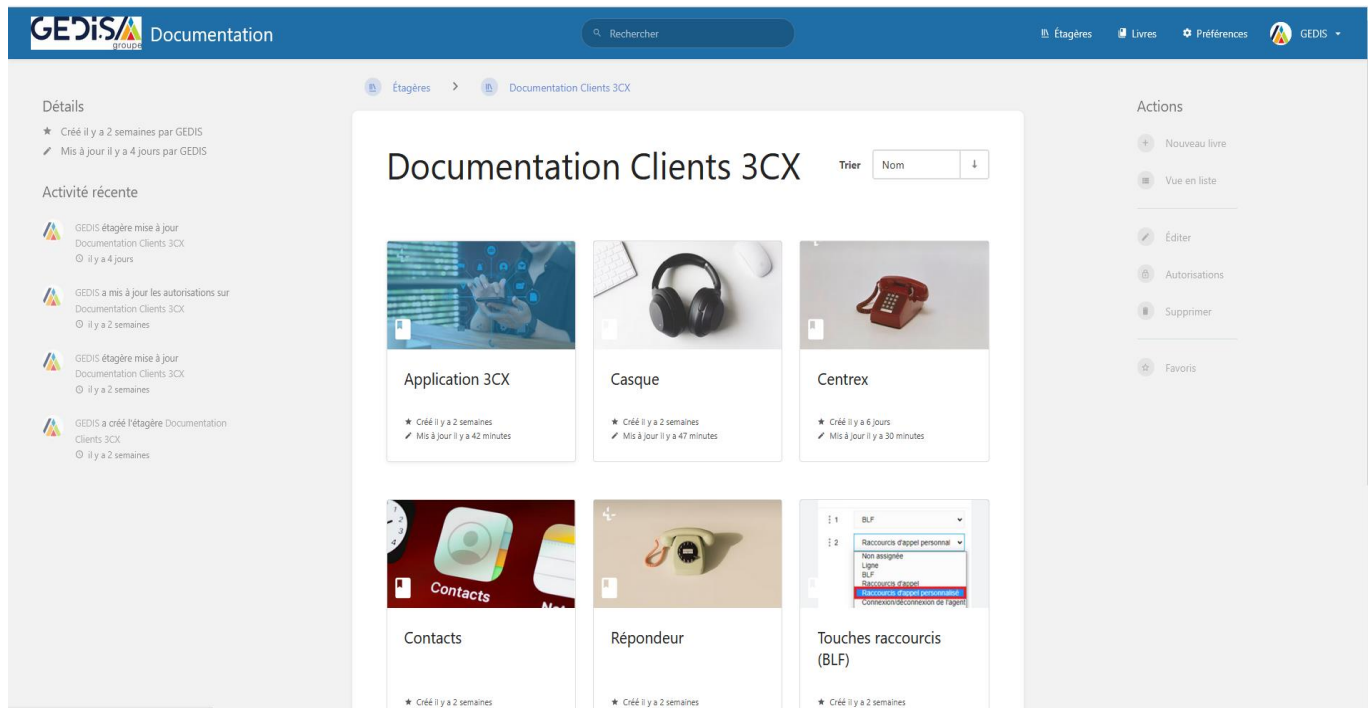 GEDISA
groupe
Documentation
Rechercher
Étagères
Livres
Préférences
GEDIS
Détails
Créé il y a 2 semaines par GEDIS
Mis à jour il y a 4 jours par GEDIS
Activité récente
GEDIS étagère mise à jour
Documentation Clients 3CX
il y a 4 jours
GEDIS a mis à jour les autorisations sur
Documentation Clients 3CX
il y a 2 semaines
GEDIS étagère mise à jour
Documentation Clients 3CX
il y a 2 semaines
GEDIS a créé l'étagère Documentation
Clients 3CX
il y a 2 semaines
Étagères > Documentation Clients 3CX
Documentation Clients 3CX
Trier Nom
Application 3CX
Créé il y a 2 semaines
Mis à jour il y a 42 minutes
Casque
Créé il y a 2 semaines
Mis à jour il y a 47 minutes
Centrex
Créé il y a 6 jours
Mis à jour il y a 30 minutes
Contacts
Contacts
Créé il y a 2 semaines
Répondeur
Créé il y a 2 semaines
1 BLF
2 Raccourcis d'appel personnal
Non assignée
Ligne
BLF
Raccourcis d'appel
Raccourcis d'appel personnalisé
Connexion/déconnexion de l'agent
Touches raccourcis
(BLF)
Créé il y a 2 semaines
Actions
Nouveau livre
Vue en liste
Éditer
Autorisations
Supprimer
Favoris